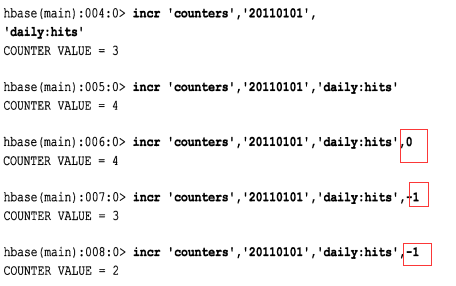 hbase(main):004:0> incr 'counters','20110101',
'daily:hits'
COUNTER VALUE = 3
hbase(main):005:0> incr 'counters','20110101','daily:hits'
COUNTER VALUE = 4
hbase(main):006:0> incr 'counters','20110101','daily:hits',0
COUNTER VALUE = 4
hbase(main):007:0> incr 'counters','20110101','daily:hits',-1
COUNTER VALUE = 3
hbase(main):008:0> incr 'counters','20110101','daily:hits',-1
COUNTER VALUE = 2